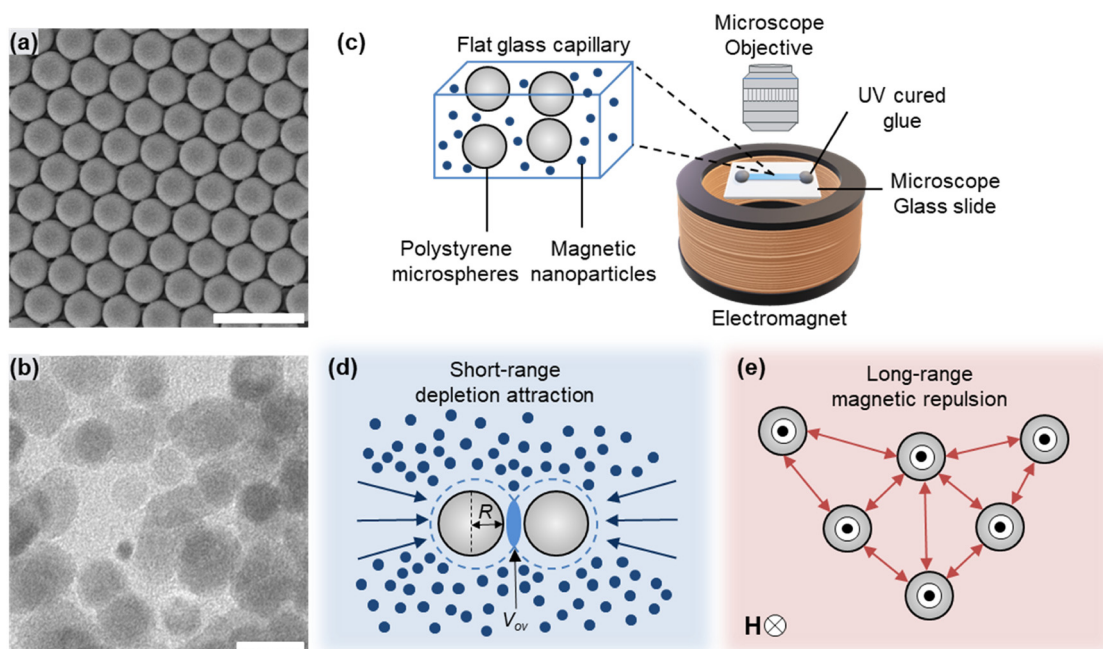 (a)
(c)
Flat glass capillary
Microscope
Objective
UV cured
glue
Microscope
Glass slide
Polystyrene
microspheres
Magnetic
nanoparticles
Electromagnet
(b)
(d)
Short-range
depletion attraction
R
Vov
(e)
Long-range
magnetic repulsion
H